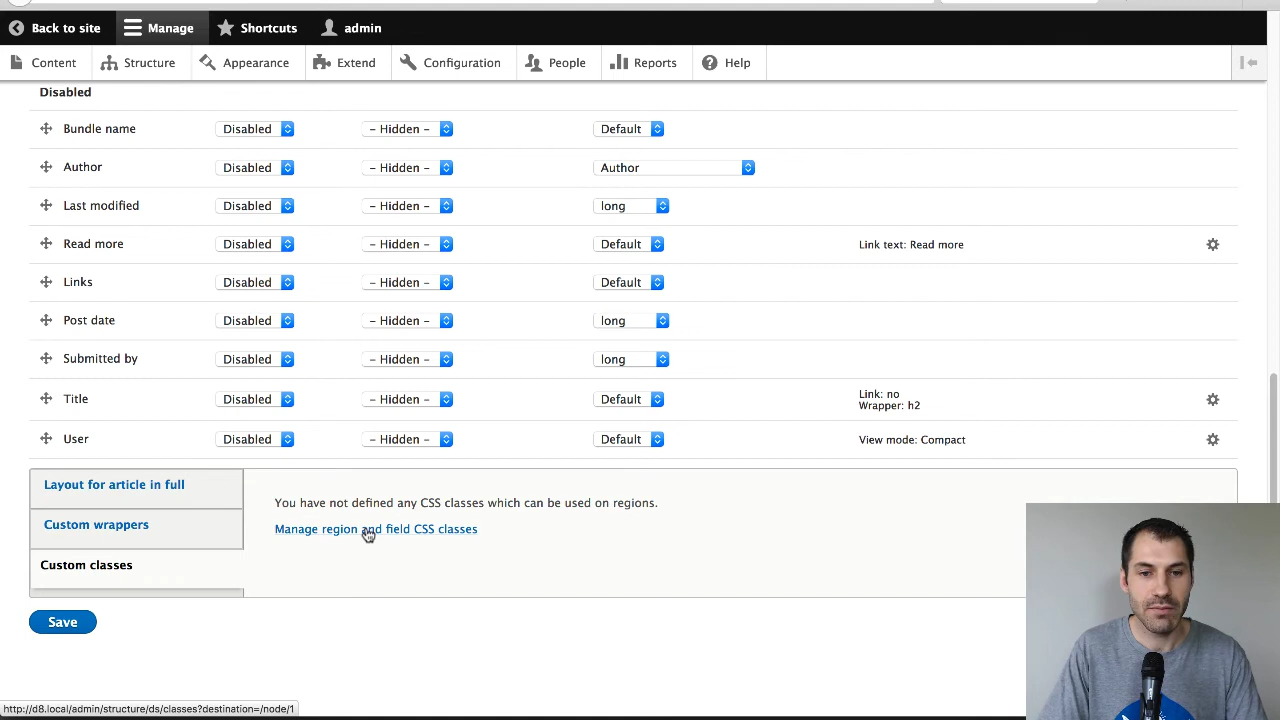 Back to site Manage Shortcuts admin
Content Structure Appearance Extend Configuration People Reports Help
Disabled
Bundle name Disabled – Hidden – Default
Author Disabled – Hidden – Author
Last modified Disabled – Hidden – long
Read more Disabled – Hidden – Default Link text: Read more
Links Disabled – Hidden – Default
Post date Disabled – Hidden – long
Submitted by Disabled – Hidden – long
Title Disabled – Hidden – Default Link: no
Wrapper: h2
User Disabled – Hidden – Default View mode: Compact
Layout for article in full
You have not defined any CSS classes which can be used on regions.
Custom wrappers
Manage region and field CSS classes
Custom classes
Save
http://d8.local/admin/structure/ds/classes?destination=/node/1